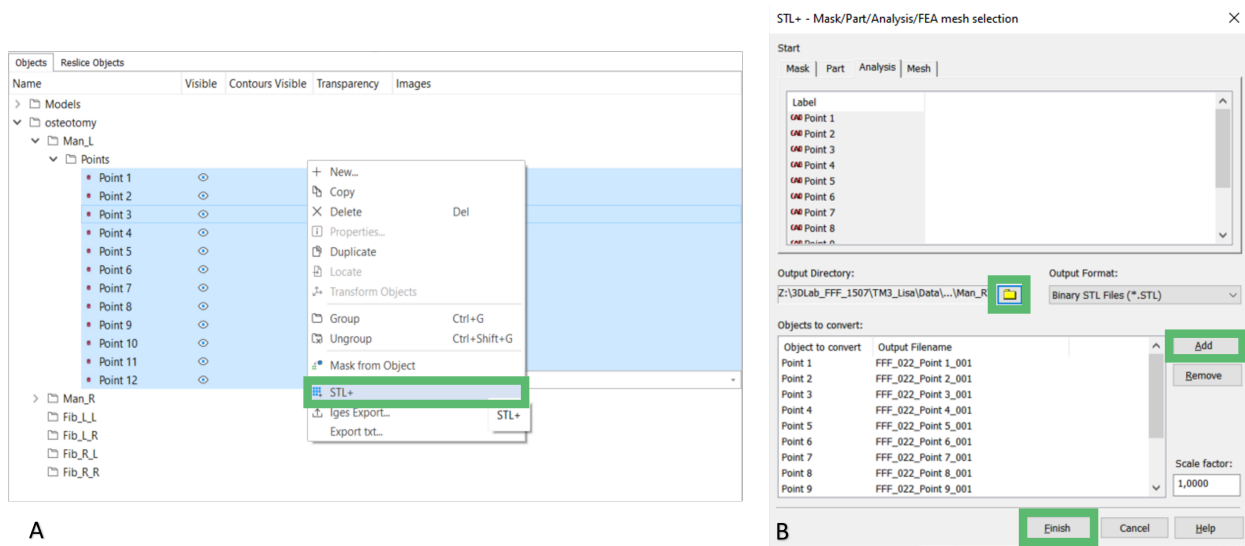 Objects Reslice Objects
Name Visible Contours Visible Transparency Images
Models
osteotomy
Man_L
Points
Point 1
Point 2
Point 3
Point 4
Point 5
Point 6
Point 7
Point 8
Point 9
Point 10
Point 11
Point 12
Man_R
Fib_L_L
Fib_L_R
Fib_R_L
Fib_R_R
New...
Copy
Delete Del
Properties...
Duplicate
Locate
Transform Objects
Group Ctrl+G
Ungroup Ctrl+Shift+G
Mask from Object
STL+
Iges Export...
STL+
Export txt...
A
STL+ - Mask/Part/Analysis/FEA mesh selection
Start
Mask Part Analysis Mesh
Label
Point 1
Point 2
Point 3
Point 4
Point 5
Point 6
Point 7
Point 8
Point 9
Output Directory: Output Format:
Z:\3DLab_FFF_1507\TM3_Lisa\Data\...\Man_R Binary STL Files (*.STL)
Objects to convert:
Object to convert Output Filename Add
Point 1 FFF_022_Point 1_001
Point 2 FFF_022_Point 2_001 Remove
Point 3 FFF_022_Point 3_001
Point 4 FFF_022_Point 4_001
Point 5 FFF_022_Point 5_001
Point 6 FFF_022_Point 6_001
Point 7 FFF_022_Point 7_001 Scale factor:
Point 8 FFF_022_Point 8_001
Point 9 FFF_022_Point 9_001 1,0000
Finish Cancel Help
B